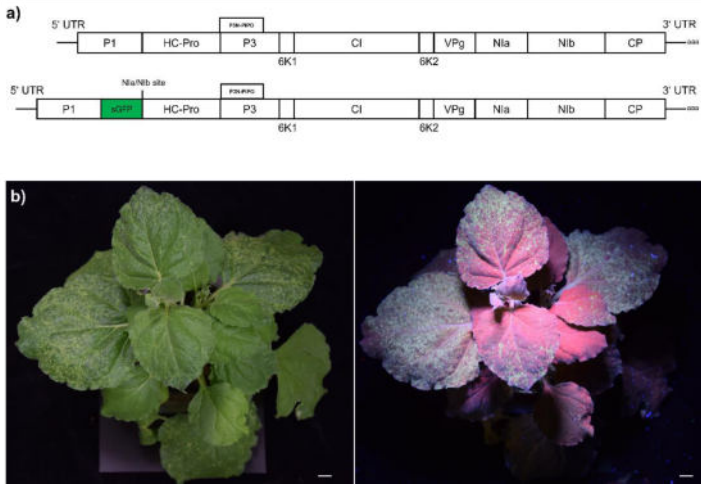 a)
5' UTR P3N-PIPO 3' UTR
P1 HC-Pro P3 CI VPg NIa NIb CP
6K1 6K2
NIa/NIb site
5' UTR P3N-PIPO 3' UTR
P1 sGFP HC-Pro P3 CI VPg NIa NIb CP
6K1 6K2
b)